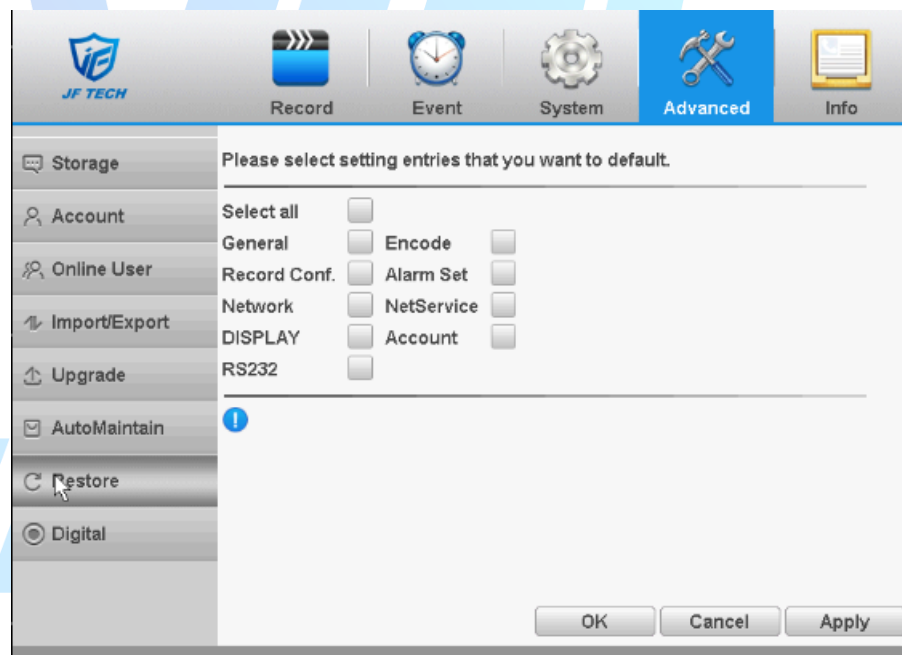 JF TECH
Record Event System Advanced Info
Storage
Account
Online User
Import/Export
Upgrade
AutoMaintain
Restore
Digital
Please select setting entries that you want to default.
Select all
General Encode
Record Conf. Alarm Set
Network NetService
DISPLAY Account
RS232
OK Cancel Apply